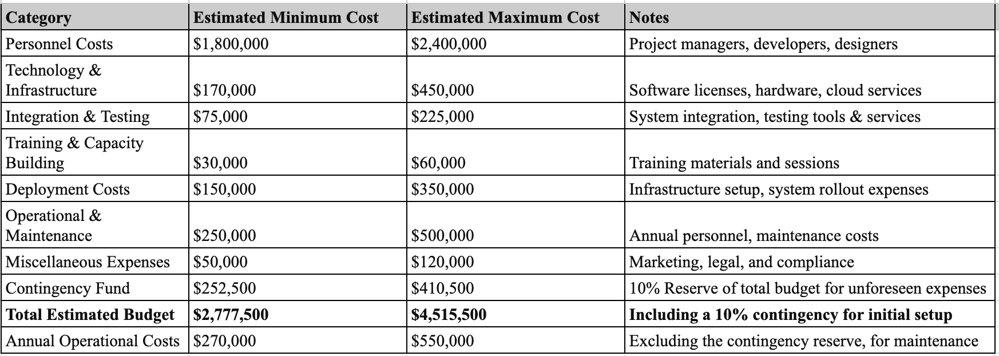 Category Estimated Minimum Cost Estimated Maximum Cost Notes
Personnel Costs $1,800,000 $2,400,000 Project managers, developers, designers
Technology &
Infrastructure $170,000 $450,000 Software licenses, hardware, cloud services
Integration & Testing $75,000 $225,000 System integration, testing tools & services
Training & Capacity
Building $30,000 $60,000 Training materials and sessions
Deployment Costs $150,000 $350,000 Infrastructure setup, system rollout expenses
Operational &
Maintenance $250,000 $500,000 Annual personnel, maintenance costs
Miscellaneous Expenses $50,000 $120,000 Marketing, legal, and compliance
Contingency Fund $252,500 $410,500 10% Reserve of total budget for unforeseen expenses
Total Estimated Budget $2,777,500 $4,515,500 Including a 10% contingency for initial setup
Annual Operational Costs $270,000 $550,000 Excluding the contingency reserve, for maintenance